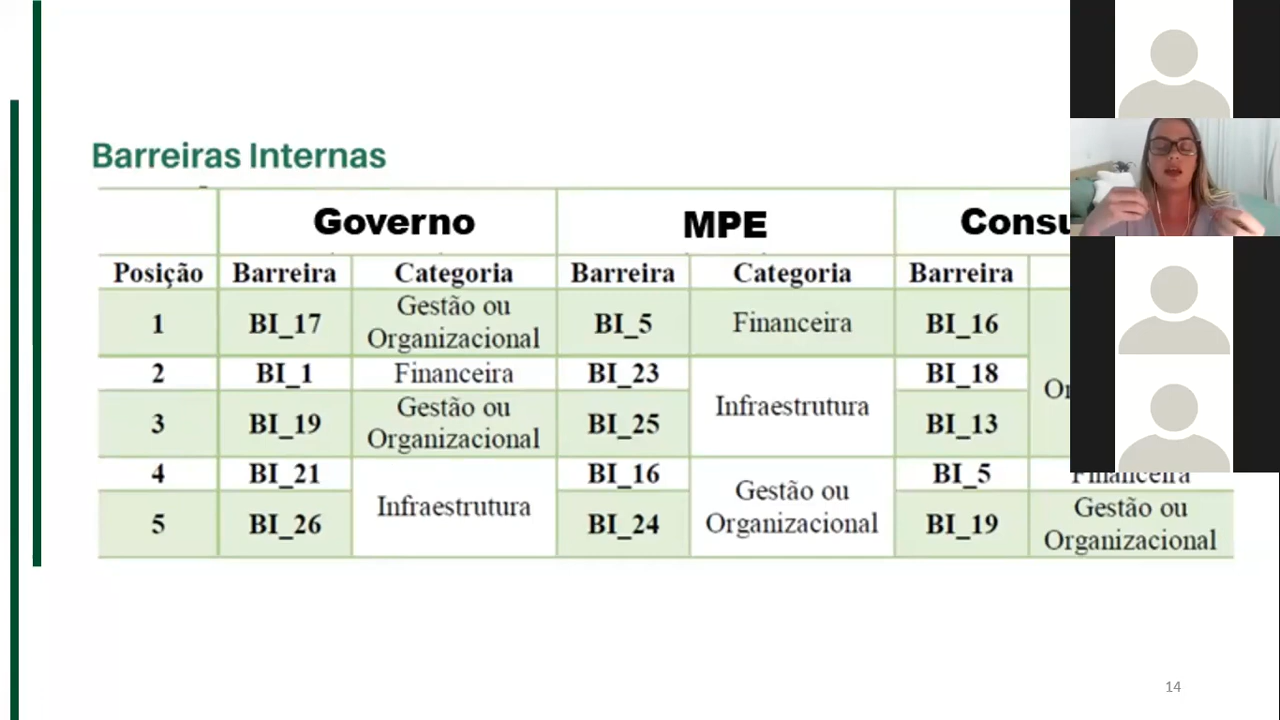 Barreiras Internas
Governo MPE
Posição Barreira Categoria Barreira Categoria Barreira
1 BI_17 Gestão ou Organizacional BI_5 Financeira BI_16
2 BI_1 Financeira BI_23 Infraestrutura BI_18
3 BI_19 Gestão ou Organizacional BI_25 BI_13
4 BI_21 Infraestrutura BI_16 Gestão ou Organizacional BI_5 Financeira
5 BI_26 BI_24 BI_19 Gestão ou Organizacional
14